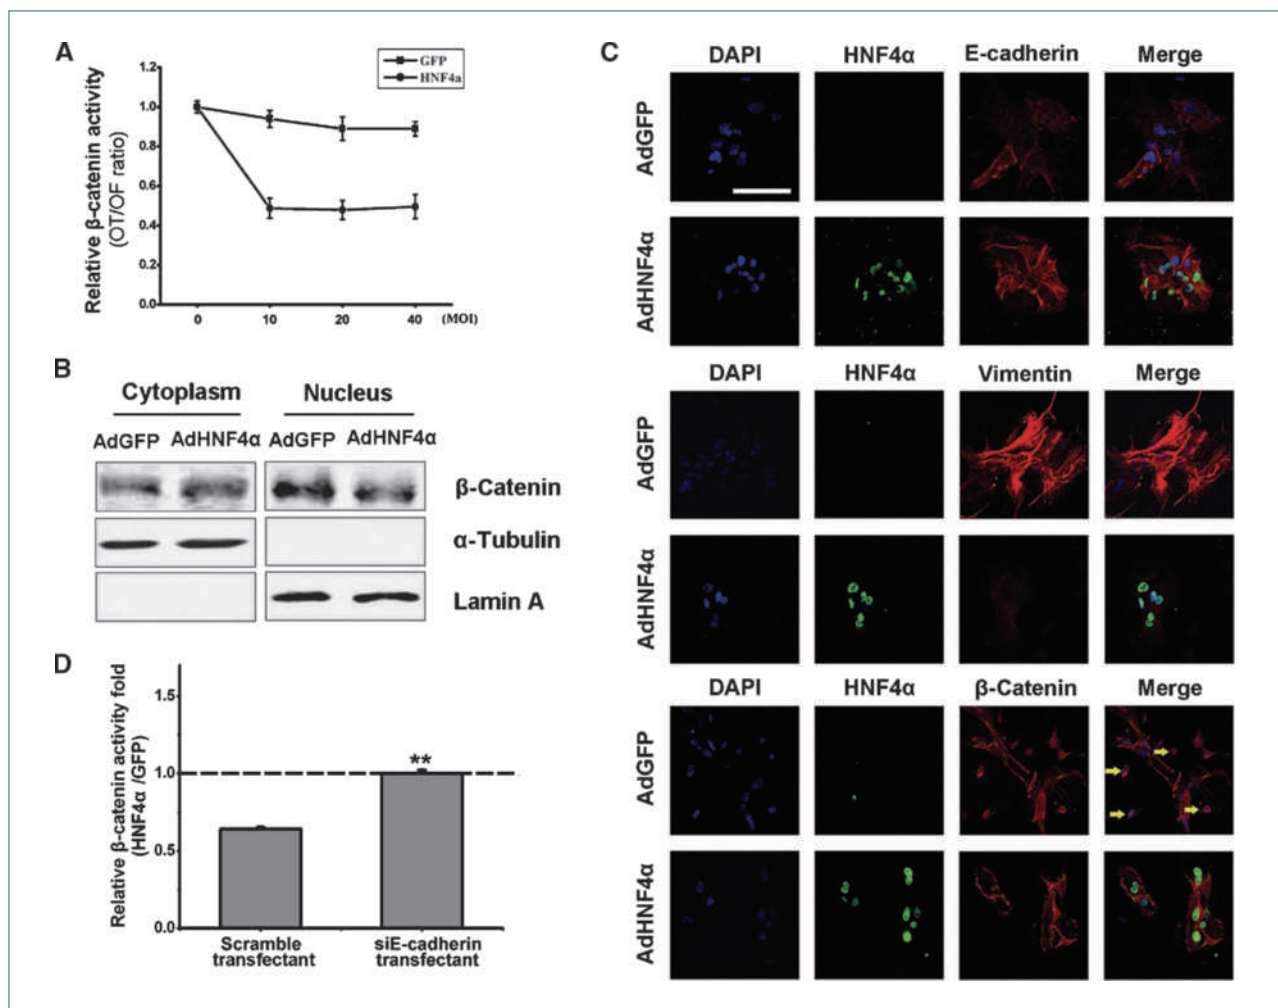 A
Relative β-catenin activity
(OT/OF ratio)
GFP
HNF4a
1.2
1.0
0.8
0.6
0.4
0.2
0.0
0 10 20 40 (MOI)
B
Cytoplasm Nucleus
AdGFP AdHNF4α AdGFP AdHNF4α
β-Catenin
α-Tubulin
Lamin A
D
Relative β-catenin activity fold
(HNF4α /GFP)
1.5
1.0
0.5
0.0
**
Scramble
transfectant
siE-cadherin
transfectant
C
DAPI HNF4α E-cadherin Merge
AdGFP
AdHNF4α
DAPI HNF4α Vimentin Merge
AdGFP
AdHNF4α
DAPI HNF4α β-Catenin Merge
AdGFP
AdHNF4α